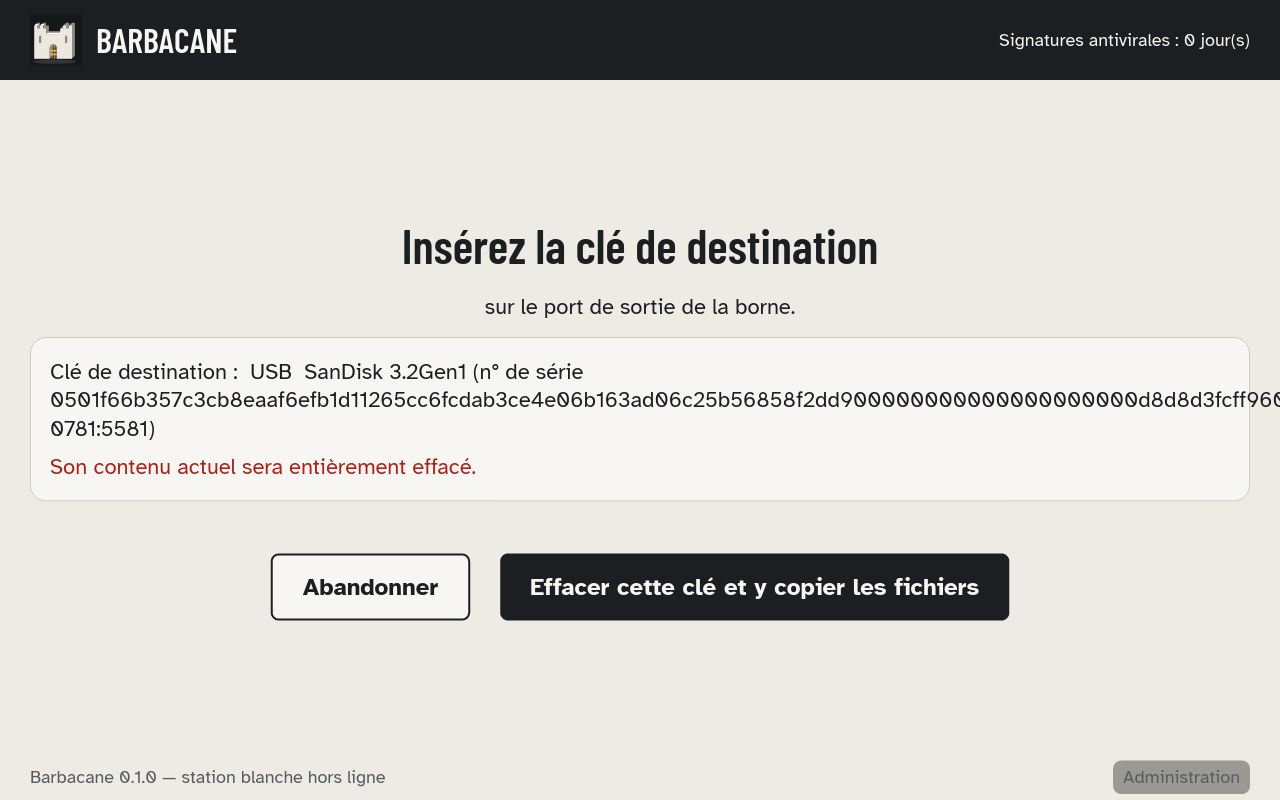 BARBACANE
Signatures antivirales : 0 jour(s)
Insérez la clé de destination
sur le port de sortie de la borne.
Clé de destination :  USB  SanDisk 3.2Gen1 (n° de série
0501f66b357c3cb8eaaf6efb1d11265cc6fcdab3ce4e06b163ad06c25b56858f2dd900000000000000000000d8d8d3fcff960
0781:5581)
Son contenu actuel sera entièrement effacé.
Abandonner
Effacer cette clé et y copier les fichiers
Barbacane 0.1.0 — station blanche hors ligne
Administration